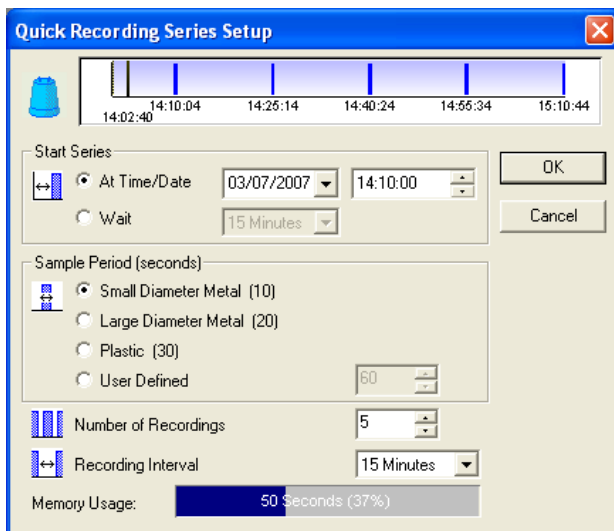 Quick Recording Series Setup
14:10:04 14:25:14 14:40:24 14:55:34 15:10:44
14:02:40
Start Series
At Time/Date 03/07/2007 14:10:00
OK
Wait 15 Minutes
Cancel
Sample Period (seconds)
Small Diameter Metal (10)
Large Diameter Metal (20)
Plastic (30)
User Defined 60
Number of Recordings 5
Recording Interval 15 Minutes
Memory Usage: 50 Seconds (37%)